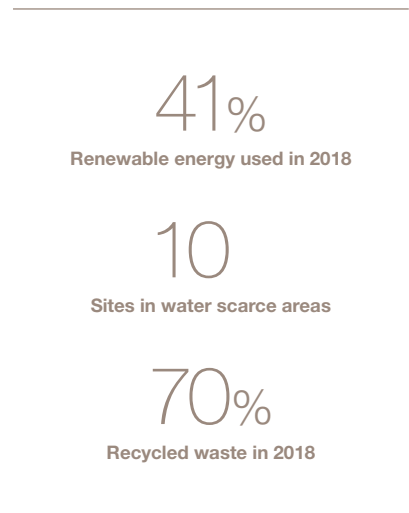 41%
Renewable energy used in 2018
10
Sites in water scarce areas
70%
Recycled waste in 2018